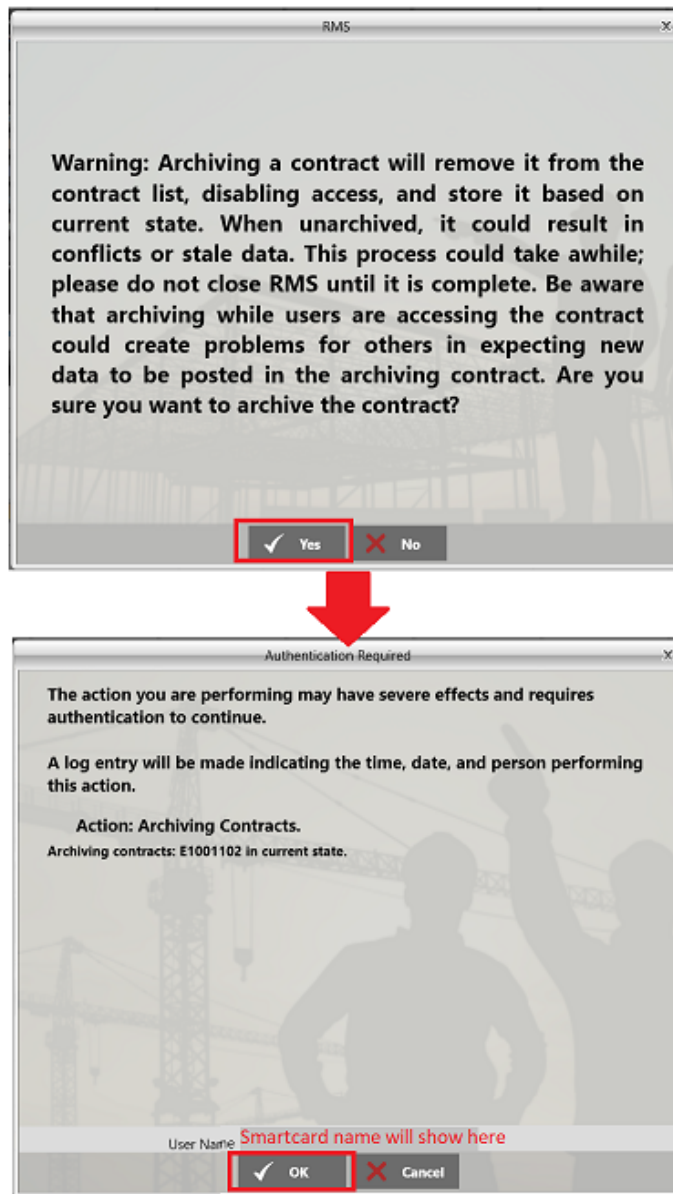 RMS
Warning: Archiving a contract will remove it from the
contract list, disabling access, and store it based on
current state. When unarchived, it could result in
conflicts or stale data. This process could take awhile;
please do not close RMS until it is complete. Be aware
that archiving while users are accessing the contract
could create problems for others in expecting new
data to be posted in the archiving contract. Are you
sure you want to archive the contract?
Yes No
Authentication Required
The action you are performing may have severe effects and requires
authentication to continue.
A log entry will be made indicating the time, date, and person performing
this action.
Action: Archiving Contracts.
Archiving contracts: E1001102 in current state.
User Name Smartcard name will show here
OK Cancel